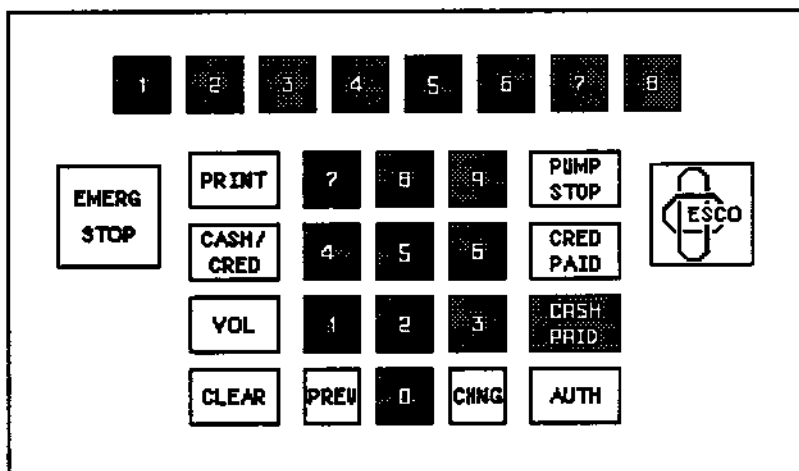 1 2 3 4 5 6 7 8
PRINT 7 8 9 PUMP
STOP
EMERG
STOP
ESCO
CASH/
CRED
4 5 6
CRED
PAID
VOL 1 2 3 CASH
PAID
CLEAR PREV 0 CHNG AUTH